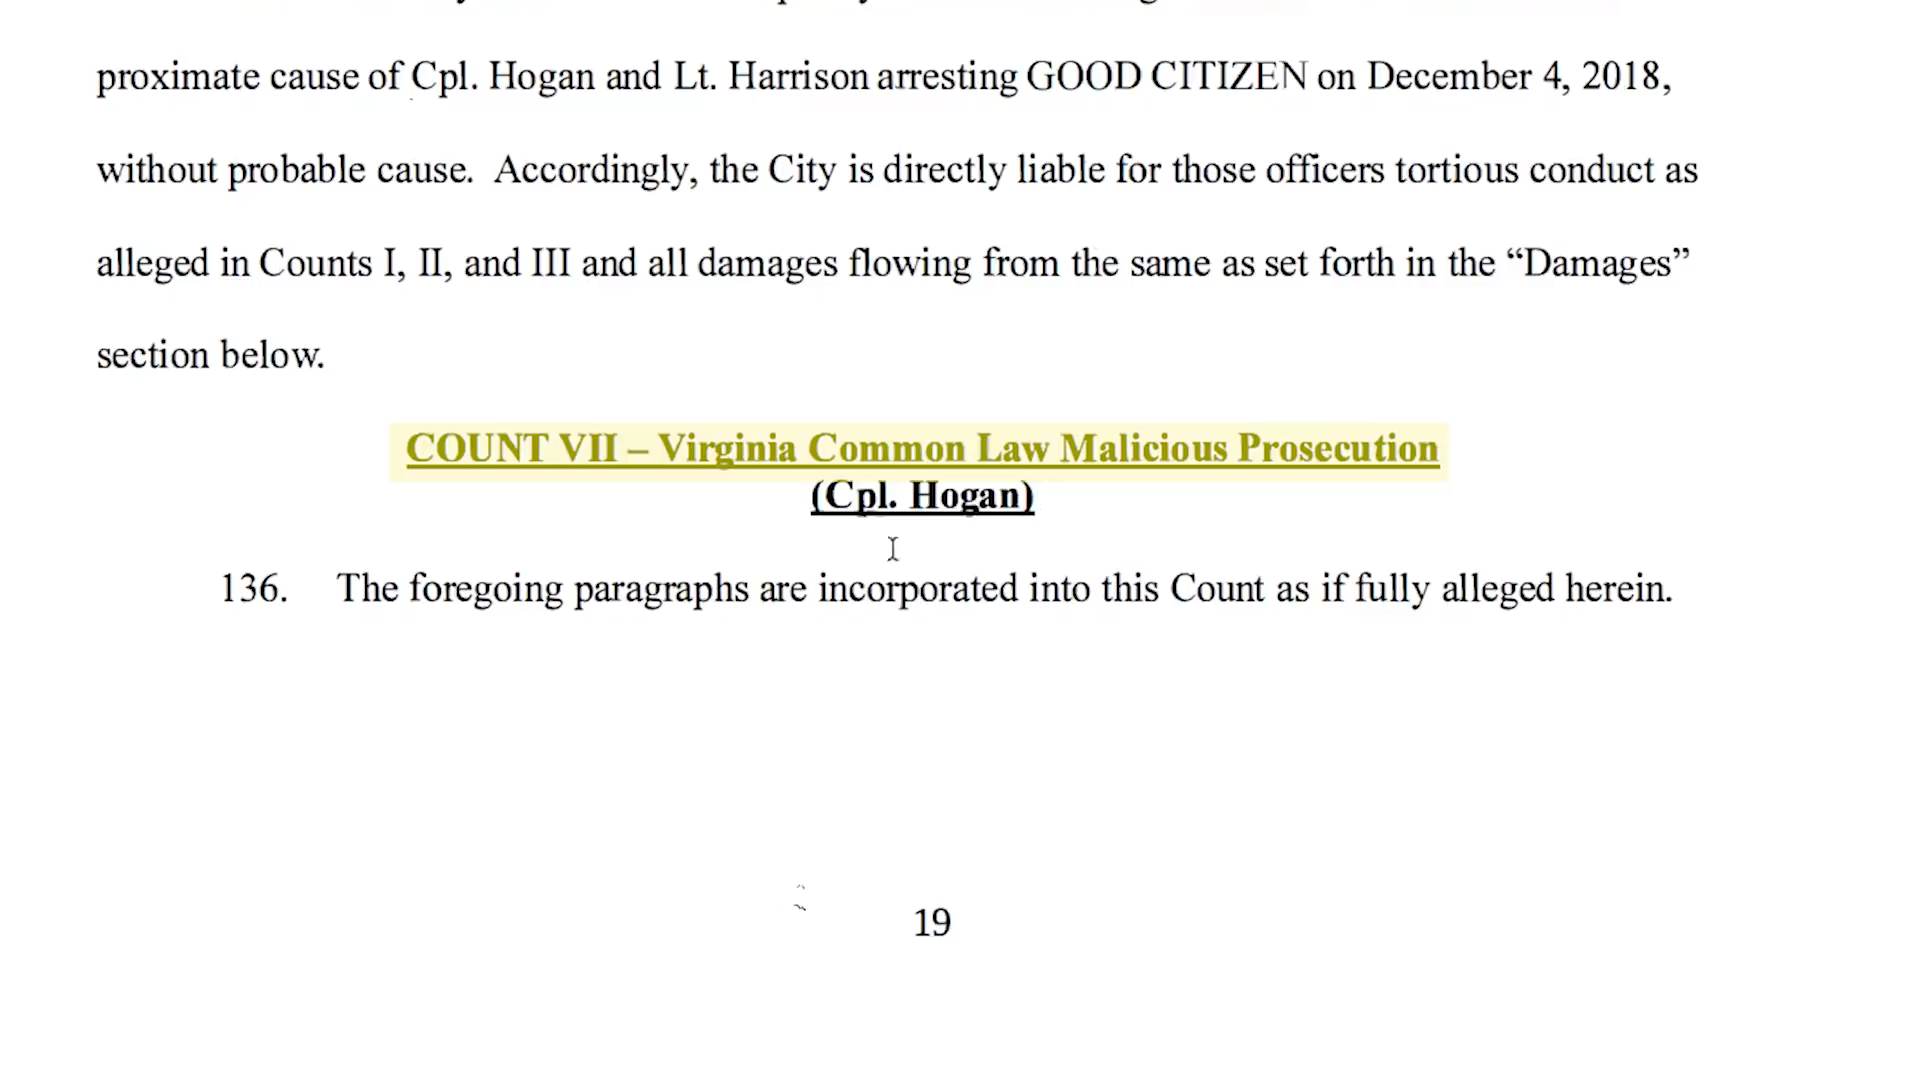 proximate cause of Cpl. Hogan and Lt. Harrison arresting GOOD CITIZEN on December 4, 2018,
without probable cause.  Accordingly, the City is directly liable for those officers tortious conduct as
alleged in Counts I, II, and III and all damages flowing from the same as set forth in the “Damages”
section below.
COUNT VII – Virginia Common Law Malicious Prosecution
(Cpl. Hogan)
136. The foregoing paragraphs are incorporated into this Count as if fully alleged herein.
19